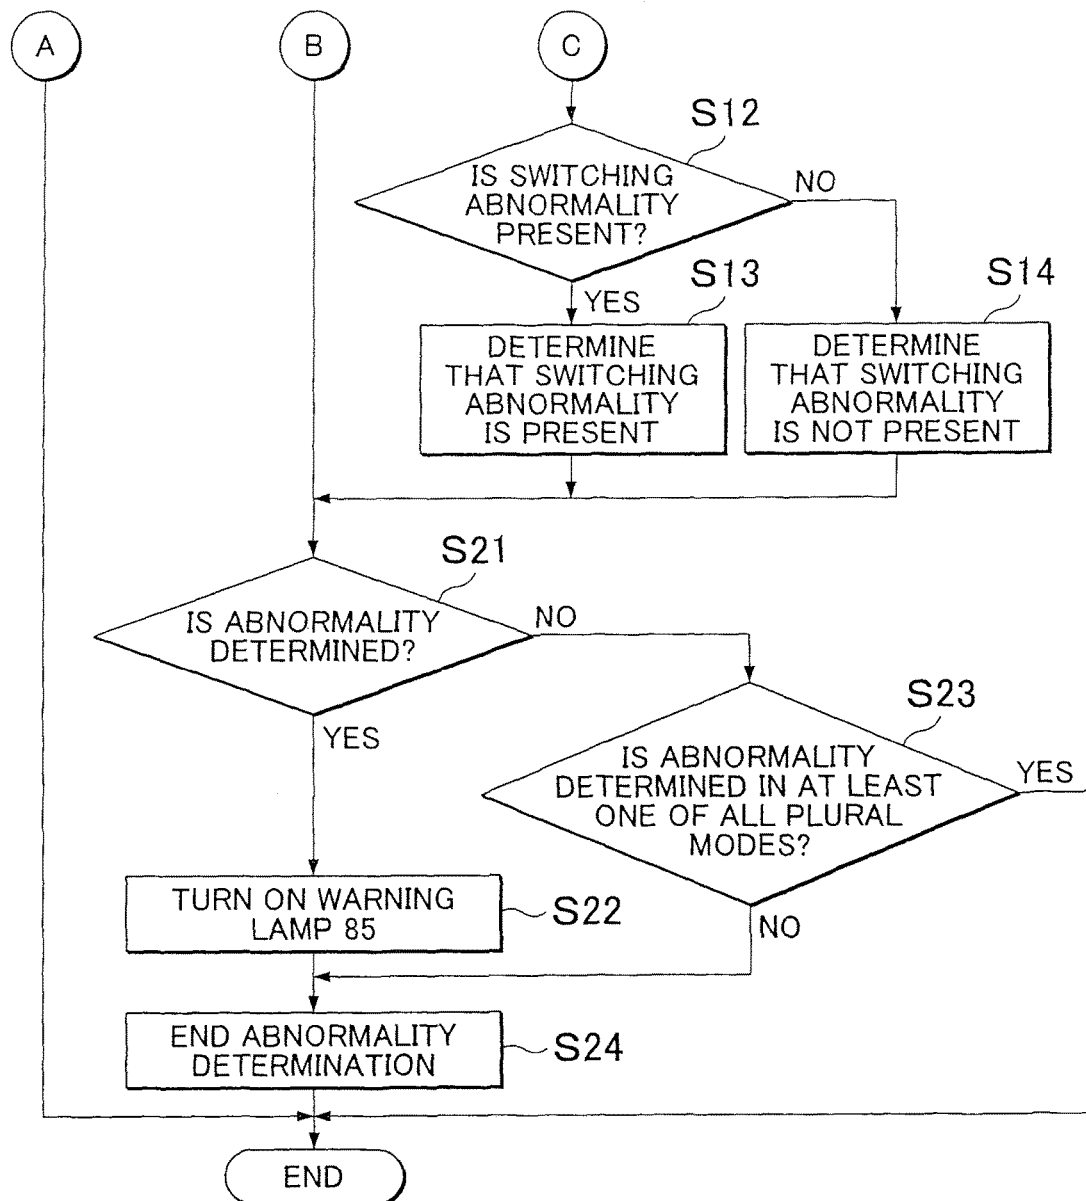 A
B
C
S12
IS SWITCHING
ABNORMALITY
PRESENT?
NO
YES
S13
S14
DETERMINE
THAT SWITCHING
ABNORMALITY
IS PRESENT
DETERMINE
THAT SWITCHING
ABNORMALITY
IS NOT PRESENT
S21
IS ABNORMALITY
DETERMINED?
NO
YES
S23
IS ABNORMALITY
DETERMINED IN AT LEAST
ONE OF ALL PLURAL
MODES?
YES
NO
TURN ON WARNING
LAMP 85
S22
END ABNORMALITY
DETERMINATION
S24
END